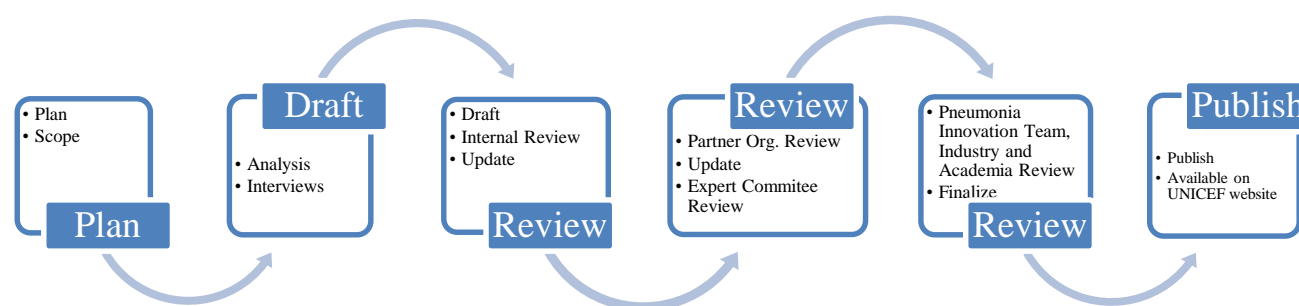 • Plan
• Scope
Plan
Draft
• Analysis
• Interviews
• Draft
• Internal Review
• Update
Review
Review
• Partner Org. Review
• Update
• Expert Commitee
Review
• Pneumonia
Innovation Team,
Industry and
Academia Review
• Finalize
Review
Publish
• Publish
• Available on
UNICEF website